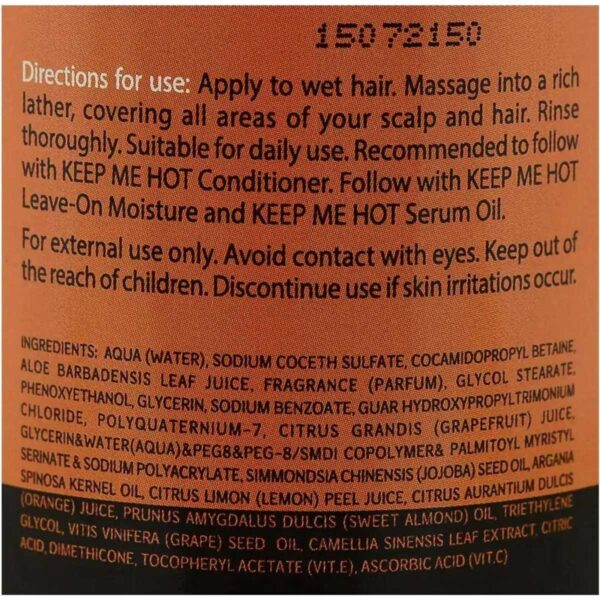 15072150
Directions for use: Apply to wet hair. Massage into a rich
lather, covering all areas of your scalp and hair. Rinse
thoroughly. Suitable for daily use. Recommended to follow
with KEEP ME HOT Conditioner. Follow with KEEP ME HOT
Leave-On Moisture and KEEP ME HOT Serum Oil.
For external use only. Avoid contact with eyes. Keep out of
the reach of children. Discontinue use if skin irritations occur.
INGREDIENTS: AQUA (WATER), SODIUM COCETH SULFATE, COCAMIDOPROPYL BETAINE,
ALOE BARBADENSIS LEAF JUICE, FRAGRANCE (PARFUM), GLYCOL STEARATE,
PHENOXYETHANOL, GLYCERIN, SODIUM BENZOATE, GUAR HYDROXYPROPYLTRIMONIUM
CHLORIDE, POLYQUATERNIUM-7, CITRUS GRANDIS (GRAPEFRUIT) JUICE,
GLYCERIN&WATER(AQUA)&PEG8&PEG-8/SMDI COPOLYMER& PALMITOYL MYRISTYL
SERINATE & SODIUM POLYACRYLATE, SIMMONDSIA CHINENSIS (JOJOBA) SEED OIL, ARGANIA
SPINOSA KERNEL OIL, CITRUS LIMON (LEMON) PEEL JUICE, CITRUS AURANTIUM DULCIS
(ORANGE) JUICE, PRUNUS AMYGDALUS DULCIS (SWEET ALMOND) OIL, TRIETHYLENE
GLYCOL, VITIS VINIFERA (GRAPE) SEED OIL, CAMELLIA SINENSIS LEAF EXTRACT, CITRIC
ACID, DIMETHICONE, TOCOPHERYL ACETATE (VIT.E), ASCORBIC ACID (VIT.C)